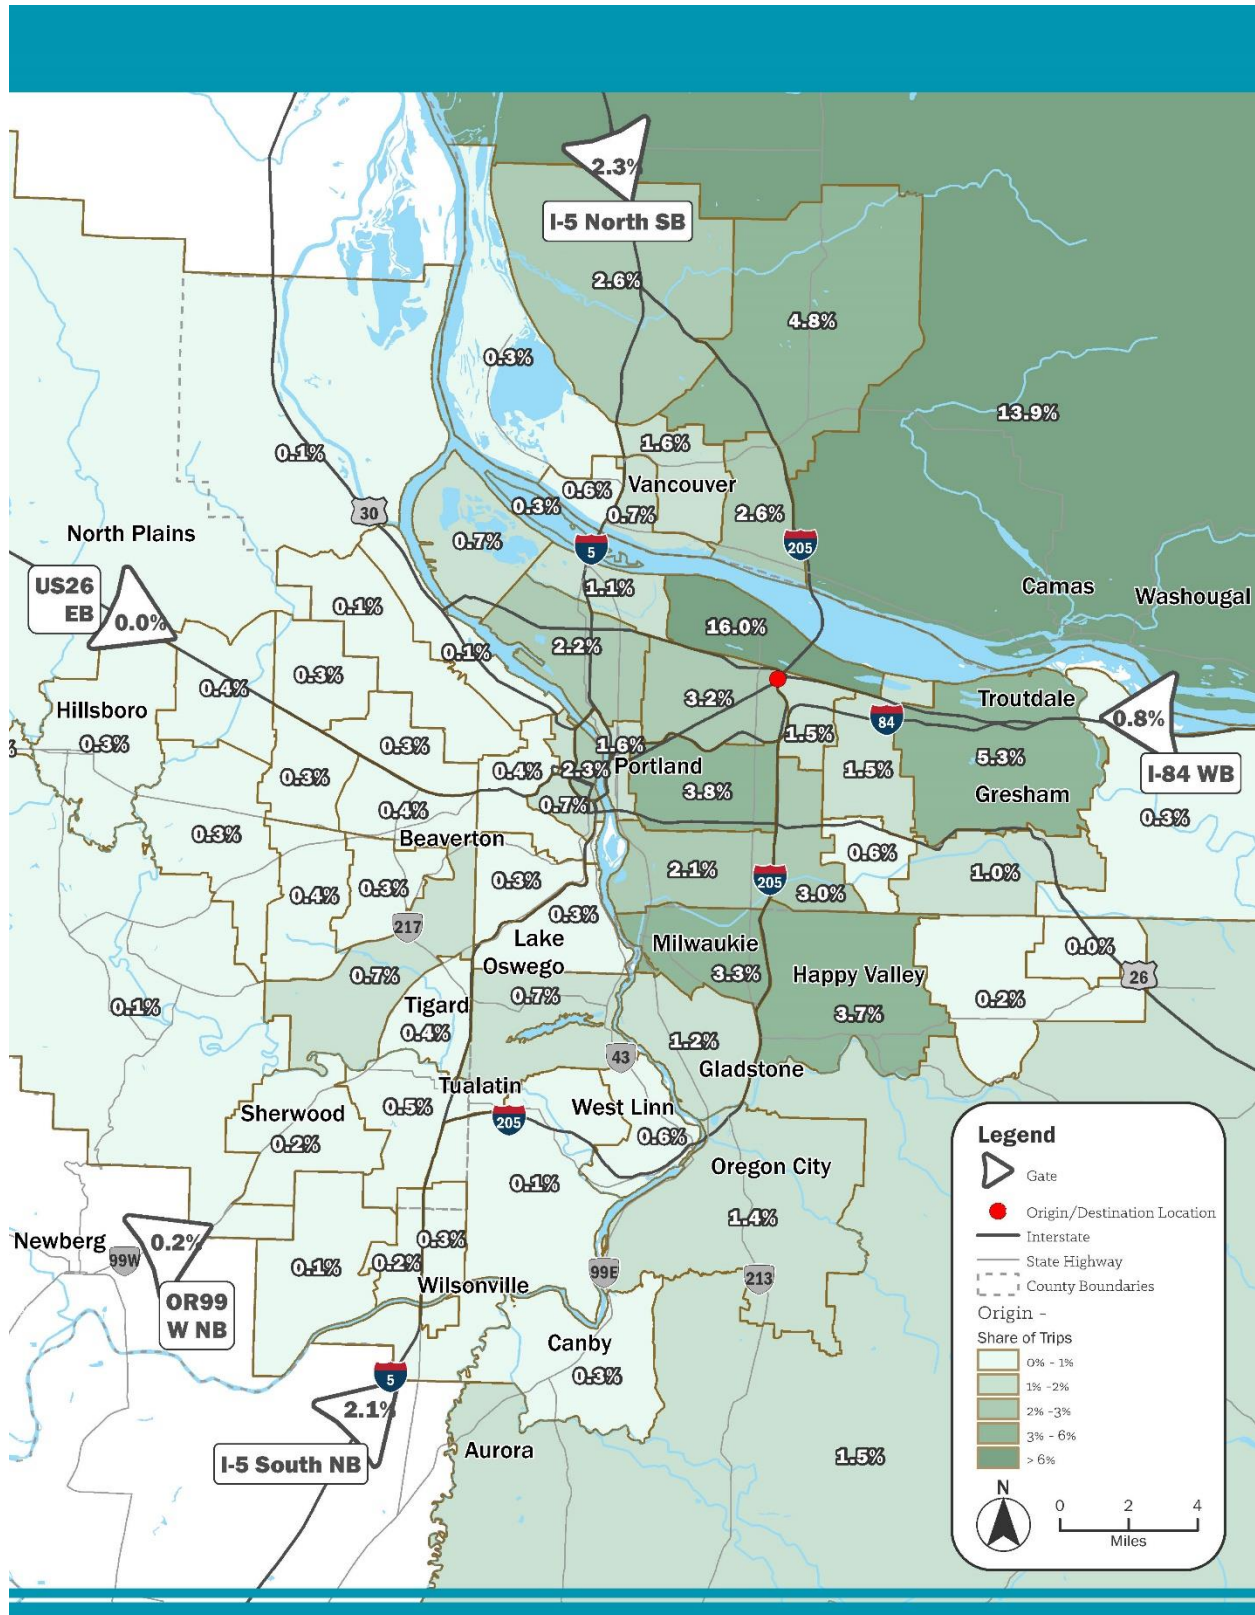 2.3%
I-5 North SB
2.6%
4.8%
0.3%
13.9%
0.1%
1.6%
0.6%
Vancouver
0.3%
0.7%
2.6%
30
North Plains
0.7%
5
205
US26
EB
0.0%
0.1%
1.1%
Camas
Washougal
16.0%
0.1%
2.2%
0.3%
0.4%
3.2%
Troutdale
Hillsboro
0.3%
84
0.8%
0.3%
1.6%
1.5%
5.3%
I-84 WB
0.3%
0.4%
2.3%
Portland
1.5%
0.4%
0.7%
3.8%
Gresham
0.3%
0.3%
Beaverton
0.6%
0.4%
0.3%
0.3%
2.1%
205
3.0%
1.0%
217
0.3%
Lake
Oswego
Milwaukie
3.3%
Happy Valley
0.0%
26
0.7%
0.7%
0.1%
Tigard
0.4%
3.7%
0.2%
43
1.2%
Gladstone
Tualatin
Sherwood
0.5%
205
West Linn
0.2%
0.6%
Oregon City
0.1%
1.4%
Newberg
99W
0.2%
OR99
W NB
0.1%
0.2%
0.3%
Wilsonville
99E
213
Canby
0.3%
5
2.1%
I-5 South NB
Aurora
1.5%
Legend
Gate
Origin/Destination Location
Interstate
State Highway
County Boundaries
Origin -
Share of Trips
0% - 1%
1% -2%
2% -3%
3% - 6%
> 6%
N
0 2 4
Miles